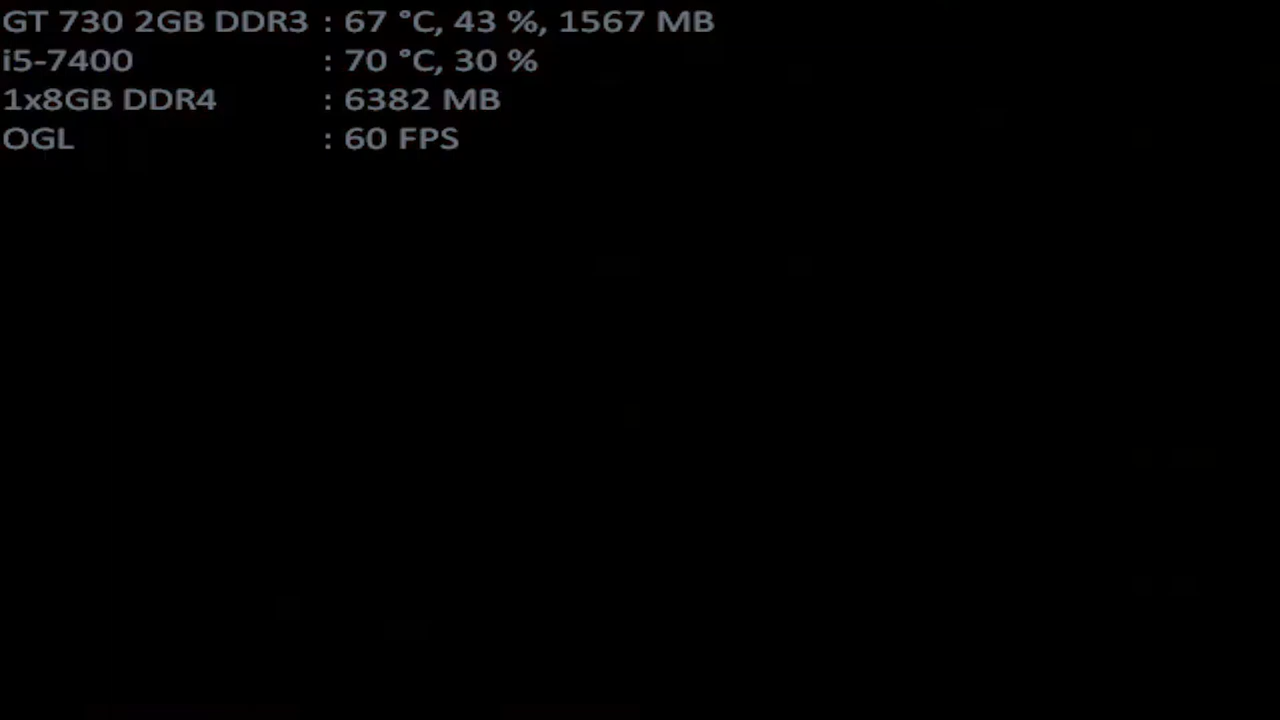 GT 730 2GB DDR3 : 67 °C, 43 %, 1567 MB
i5-7400 : 70 °C, 30 %
1x8GB DDR4 : 6382 MB
OGL : 60 FPS